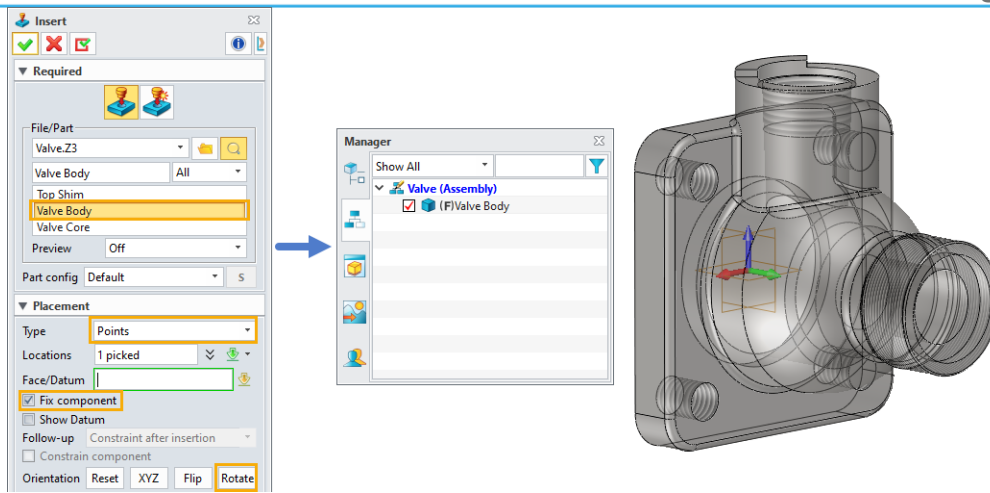 Insert
Required
File/Part
Valve.Z3
Valve Body All
Top Shim
Valve Body
Valve Core
Preview Off
Part config Default S
Placement
Type Points
Locations 1 picked
Face/Datum
Fix component
Show Datum
Follow-up Constraint after insertion
Constrain component
Orientation Reset XYZ Flip Rotate
Manager
Show All
Valve (Assembly)
(F)Valve Body